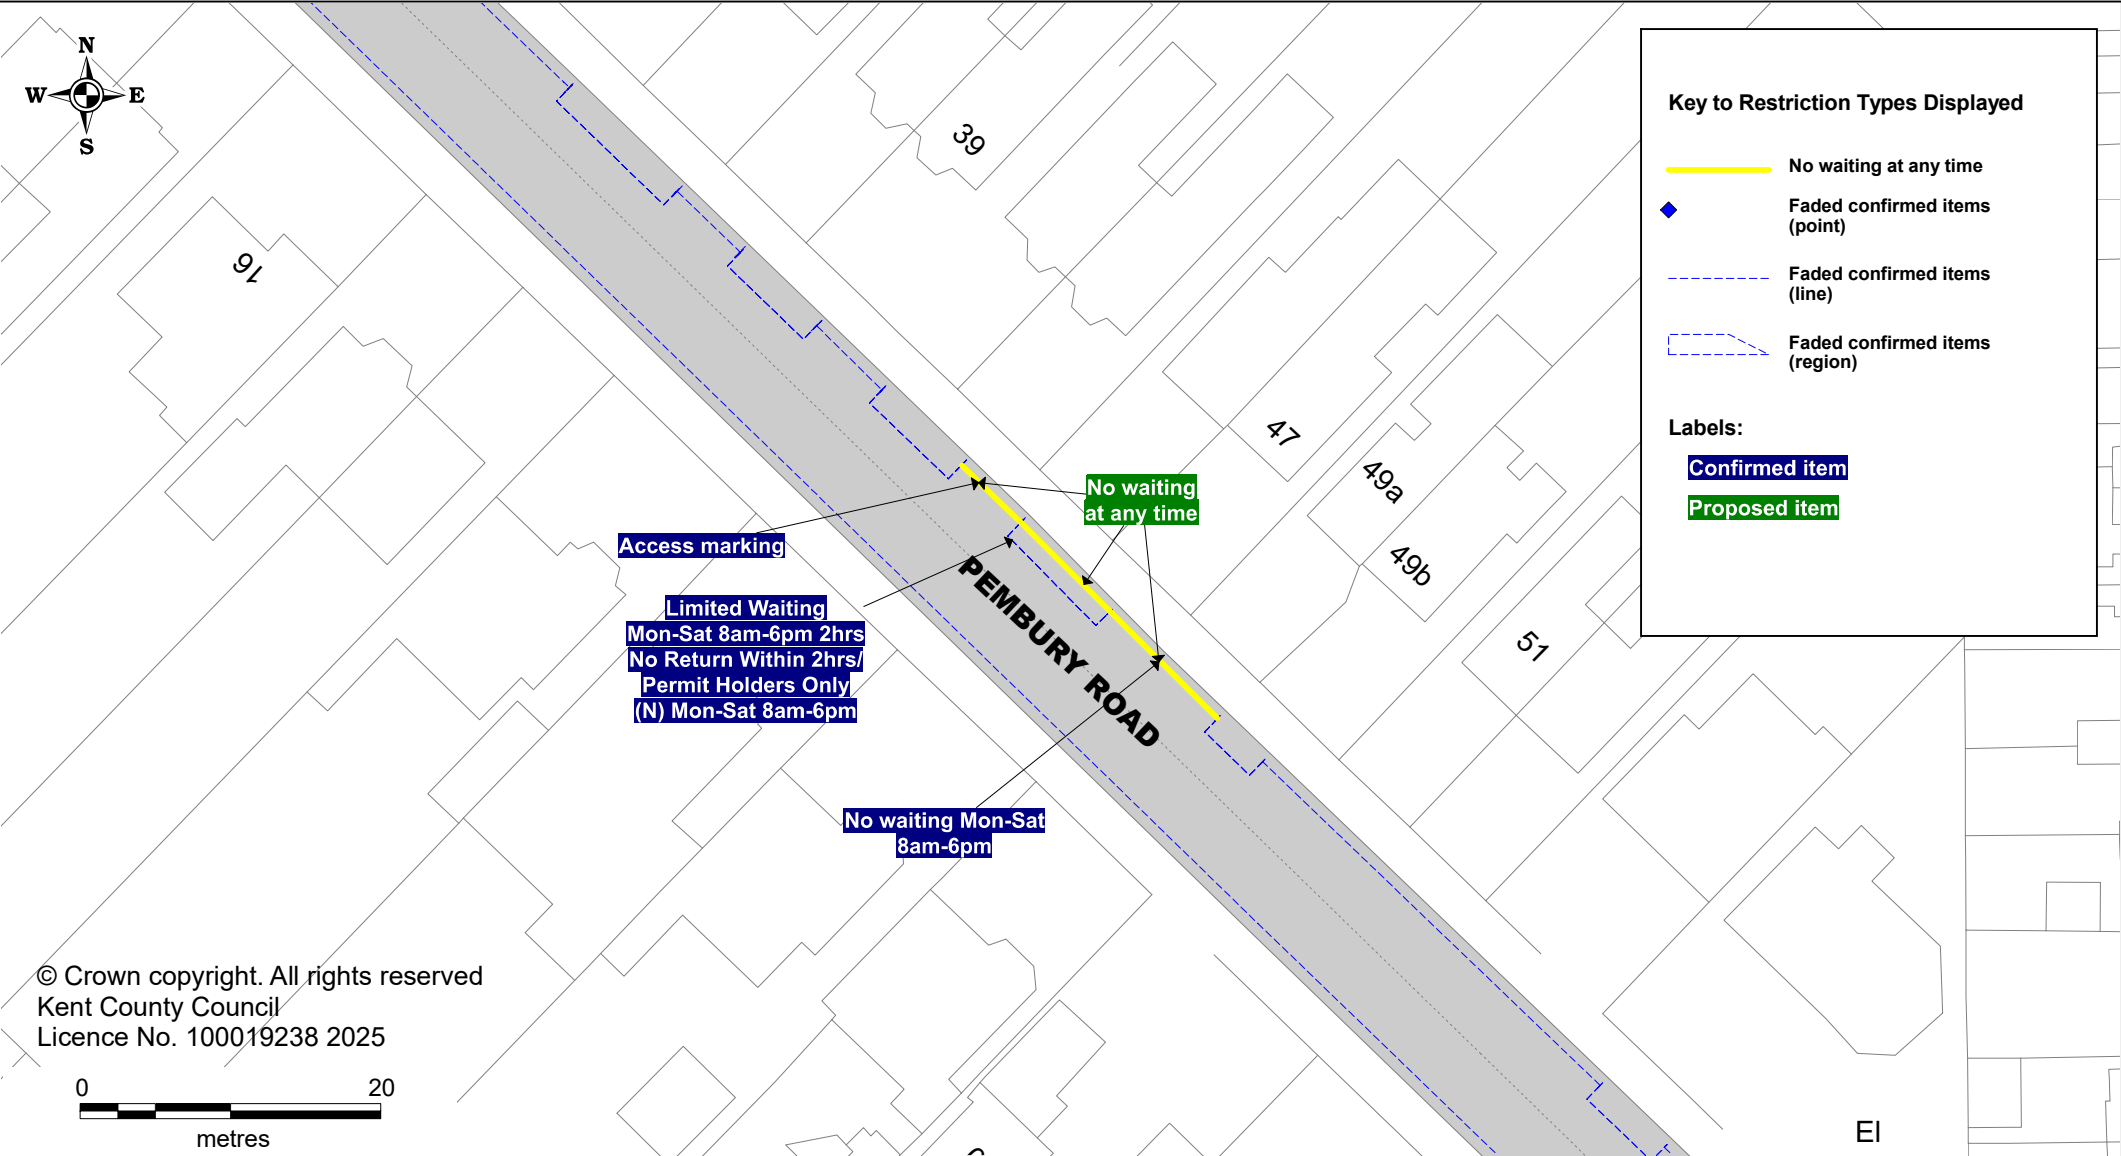 N
W E
S
16
39
47
49a
49b
51
No waiting
at any time
Access marking
Limited Waiting
Mon-Sat 8am-6pm 2hrs
No Return Within 2hrs/
Permit Holders Only
(N) Mon-Sat 8am-6pm
PEMBURY ROAD
No waiting Mon-Sat
8am-6pm
Key to Restriction Types Displayed
No waiting at any time
Faded confirmed items
(point)
Faded confirmed items
(line)
Faded confirmed items
(region)
Labels:
Confirmed item
Proposed item
© Crown copyright. All rights reserved
Kent County Council
Licence No. 100019238 2025
0 20
metres
El